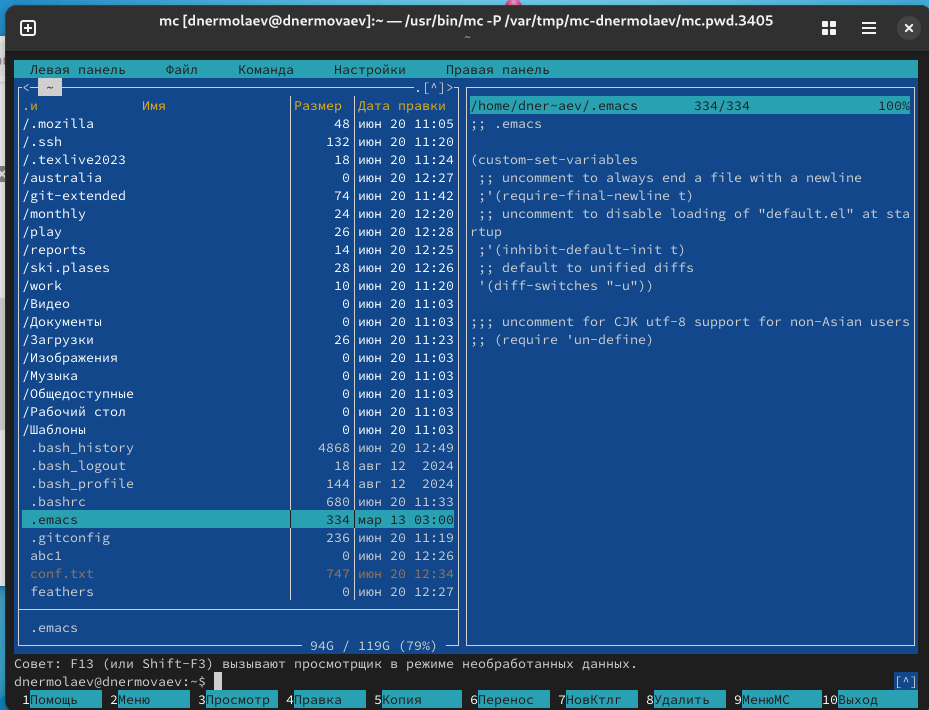 mc [dnermolaev@dnermovaev]:~ — /usr/bin/mc -P /var/tmp/mc-dnermolaev/mc.pwd.3405
~
Левая панель Файл Команда Настройки Правая панель
<─ ~ .[^]>
.и Имя Размер Дата правки
/.mozilla 48 июн 20 11:05
/.ssh 132 июн 20 11:20
/.texlive2023 18 июн 20 11:24
/australia 0 июн 20 12:27
/git-extended 74 июн 20 11:42
/monthly 24 июн 20 12:20
/play 26 июн 20 12:28
/reports 14 июн 20 12:25
/ski.plases 28 июн 20 12:26
/work 10 июн 20 11:20
/Видео 0 июн 20 11:03
/Документы 0 июн 20 11:03
/Загрузки 26 июн 20 11:23
/Изображения 0 июн 20 11:03
/Музыка 0 июн 20 11:03
/Общедоступные 0 июн 20 11:03
/Рабочий стол 0 июн 20 11:03
/Шаблоны 0 июн 20 11:03
.bash_history 4868 июн 20 12:49
.bash_logout 18 авг 12 2024
.bash_profile 144 авг 12 2024
.bashrc 680 июн 20 11:33
.emacs 334 мар 13 03:00
.gitconfig 236 июн 20 11:19
abc1 0 июн 20 12:26
conf.txt 747 июн 20 12:34
feathers 0 июн 20 12:27
.emacs
94G / 119G (79%)
/home/dner~aev/.emacs 334/334 100%
;; .emacs
(custom-set-variables
;; uncomment to always end a file with a newline
;'(require-final-newline t)
;; uncomment to disable loading of "default.el" at sta
rtup
;'(inhibit-default-init t)
;; default to unified diffs
'(diff-switches "-u"))
;;; uncomment for CJK utf-8 support for non-Asian users
;; (require 'un-define)
Совет: F13 (или Shift-F3) вызывают просмотрщик в режиме необработанных данных.
dnermolaev@dnermovaev:~$ [^]
1Помощь 2Меню 3Просмотр 4Правка 5Копия 6Перенос 7НовКтлг 8Удалить 9МенюМС 10Выход